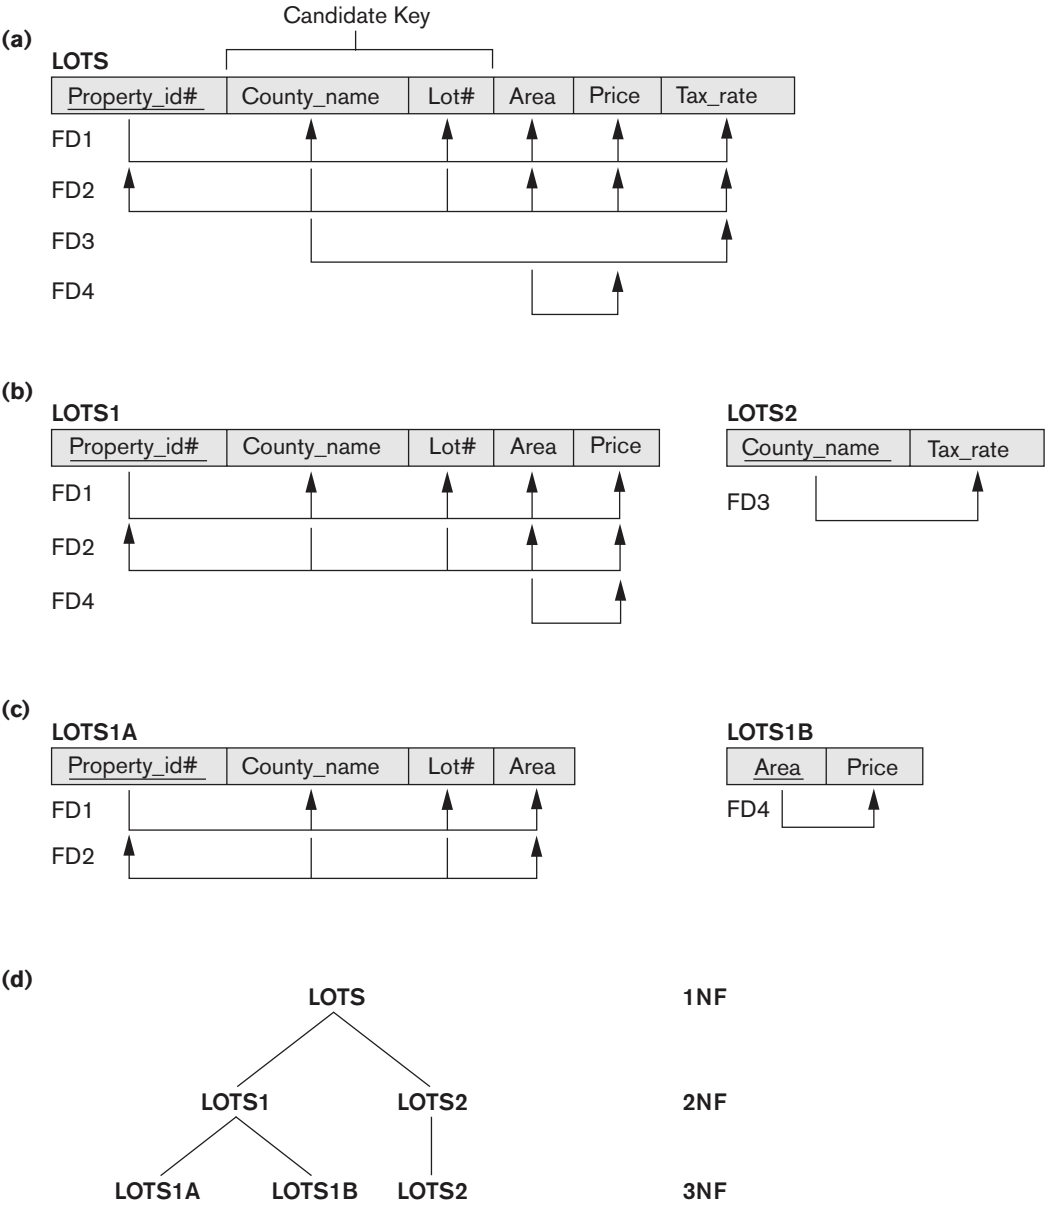 Candidate Key
(a)
LOTS
Property_id# County_name Lot# Area Price Tax_rate
FD1
FD2
FD3
FD4
(b)
LOTS1 LOTS2
Property_id# County_name Lot# Area Price County_name Tax_rate
FD1 FD3
FD2
FD4
(c)
LOTS1A LOTS1B
Property_id# County_name Lot# Area Area Price
FD1 FD4
FD2
(d)
LOTS 1NF
LOTS1 LOTS2 2NF
LOTS1A LOTS1B LOTS2 3NF